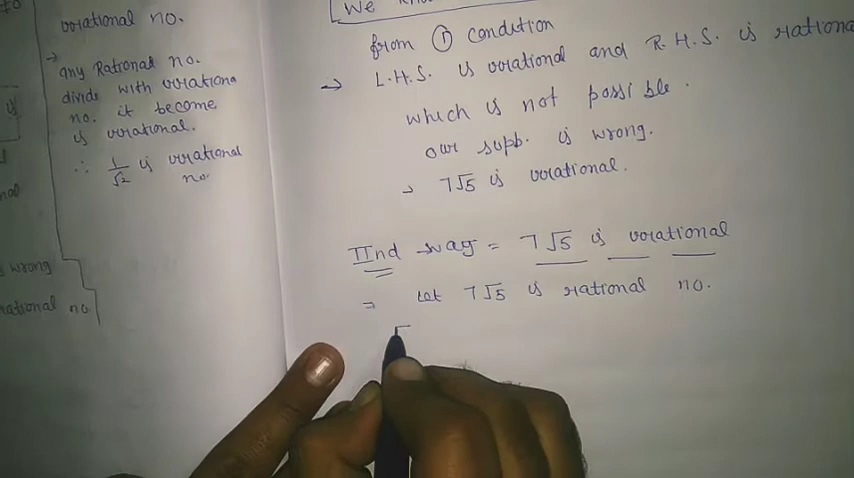 irrational no.
→ any Rational no.
divide with irrationa
no. it become
is irrational.
∴ 1/√2 is irrational
no.
wrong
rational no
We
from ① condition
→ L.H.S. is irrational and R.H.S. is rationa
which is not possible.
our supp. is wrong.
→ 7√5 is irrational.
IInd way = 7√5 is irrational
⇒ Let 7√5 is rational no.